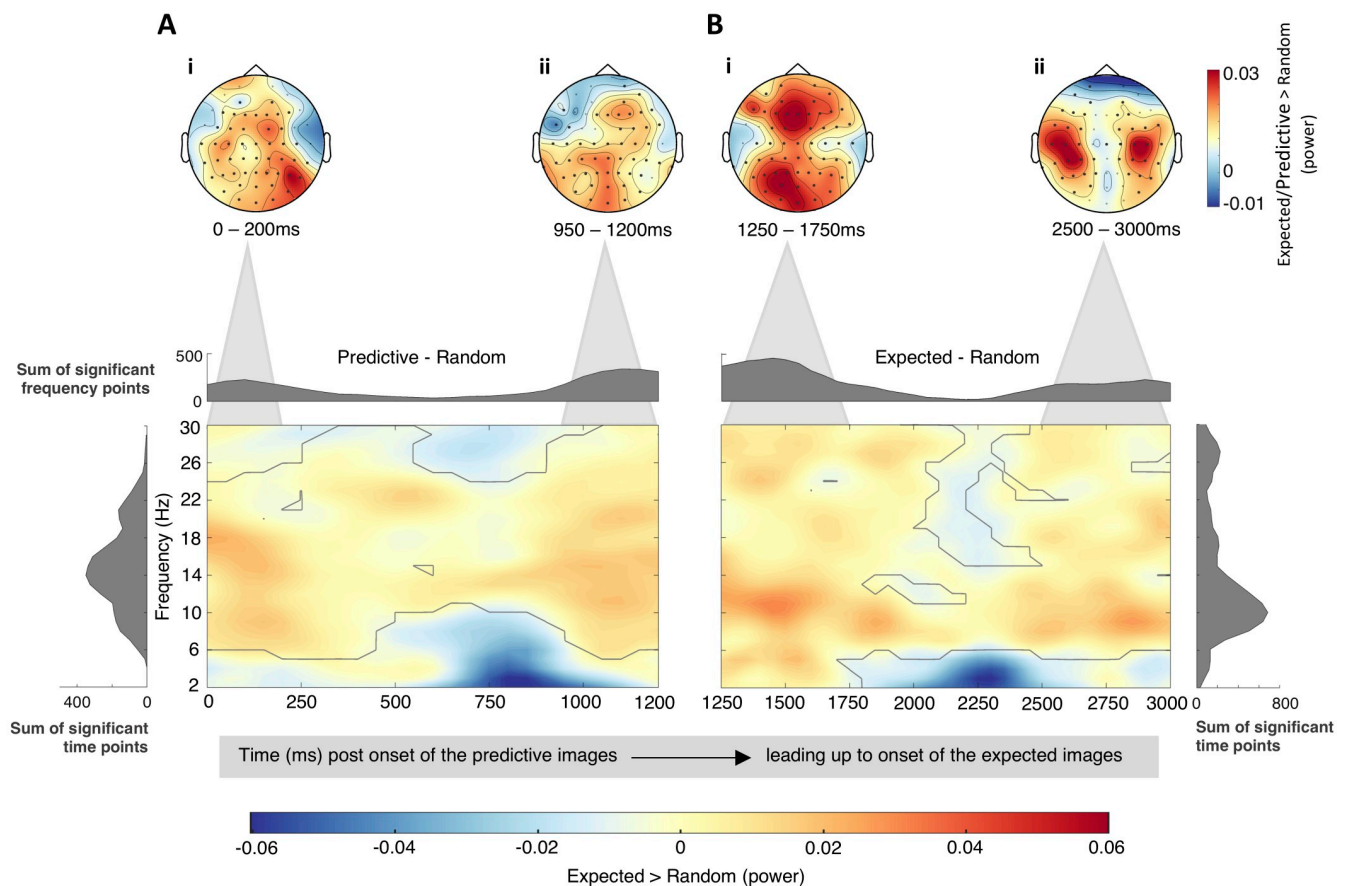 A
B
i
ii
i
ii
0 – 200ms
950 – 1200ms
1250 – 1750ms
2500 – 3000ms
0.03
0
-0.01
Expected/Predictive > Random
(power)
Sum of significant
frequency points
500
0
Predictive - Random
Expected - Random
30
26
22
18
14
10
6
2
Frequency (Hz)
0
250
500
750
1000
1200
1250
1500
1750
2000
2250
2500
2750
3000
400
0
Sum of significant
time points
0
800
Sum of significant
time points
Time (ms) post onset of the predictive images
leading up to onset of the expected images
-0.06
-0.04
-0.02
0
0.02
0.04
0.06
Expected > Random (power)